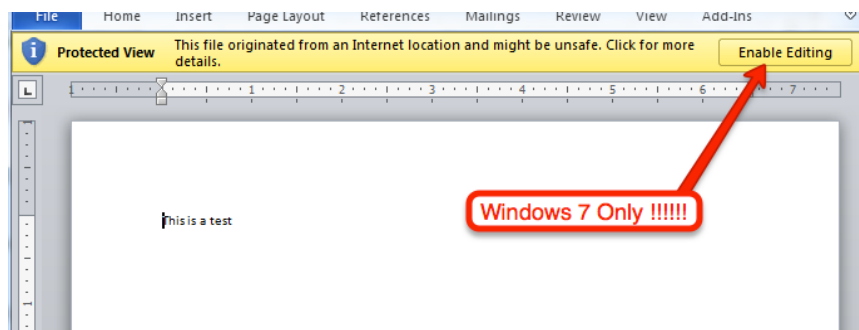 File Home Insert Page Layout References Mailings Review View Add-Ins
Protected View This file originated from an Internet location and might be unsafe. Click for more
details.
Enable Editing
L
1 1 2 3 4 5 6 7
This is a test
Windows 7 Only !!!!!!
1